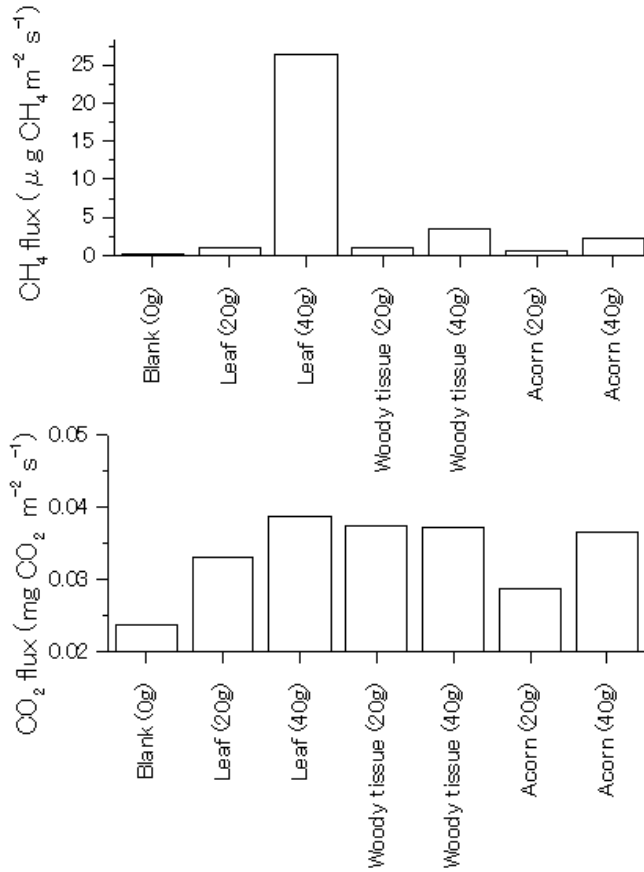 CH₄ flux (μg CH₄ m⁻² s⁻¹)
25
20
15
10
5
0
Blank (0g)
Leaf (20g)
Leaf (40g)
Woody tissue (20g)
Woody tissue (40g)
Acorn (20g)
Acorn (40g)
CO₂ flux (mg CO₂ m⁻² s⁻¹)
0.05
0.04
0.03
0.02
Blank (0g)
Leaf (20g)
Leaf (40g)
Woody tissue (20g)
Woody tissue (40g)
Acorn (20g)
Acorn (40g)